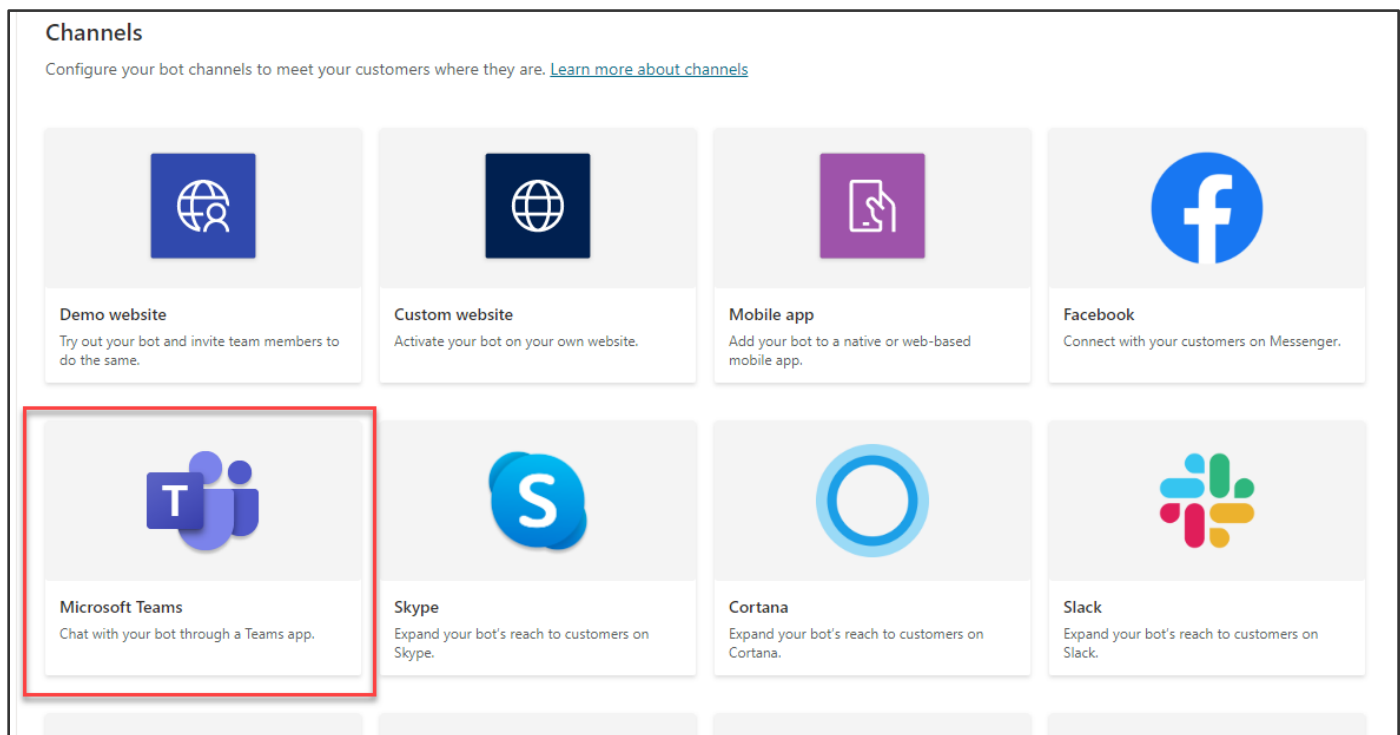 Channels
Configure your bot channels to meet your customers where they are. Learn more about channels
Demo website
Try out your bot and invite team members to
do the same.
Custom website
Activate your bot on your own website.
Mobile app
Add your bot to a native or web-based
mobile app.
Facebook
Connect with your customers on Messenger.
T
Microsoft Teams
Chat with your bot through a Teams app.
S
Skype
Expand your bot's reach to customers on
Skype.
Cortana
Expand your bot's reach to customers on
Cortana.
Slack
Expand your bot's reach to customers on
Slack.